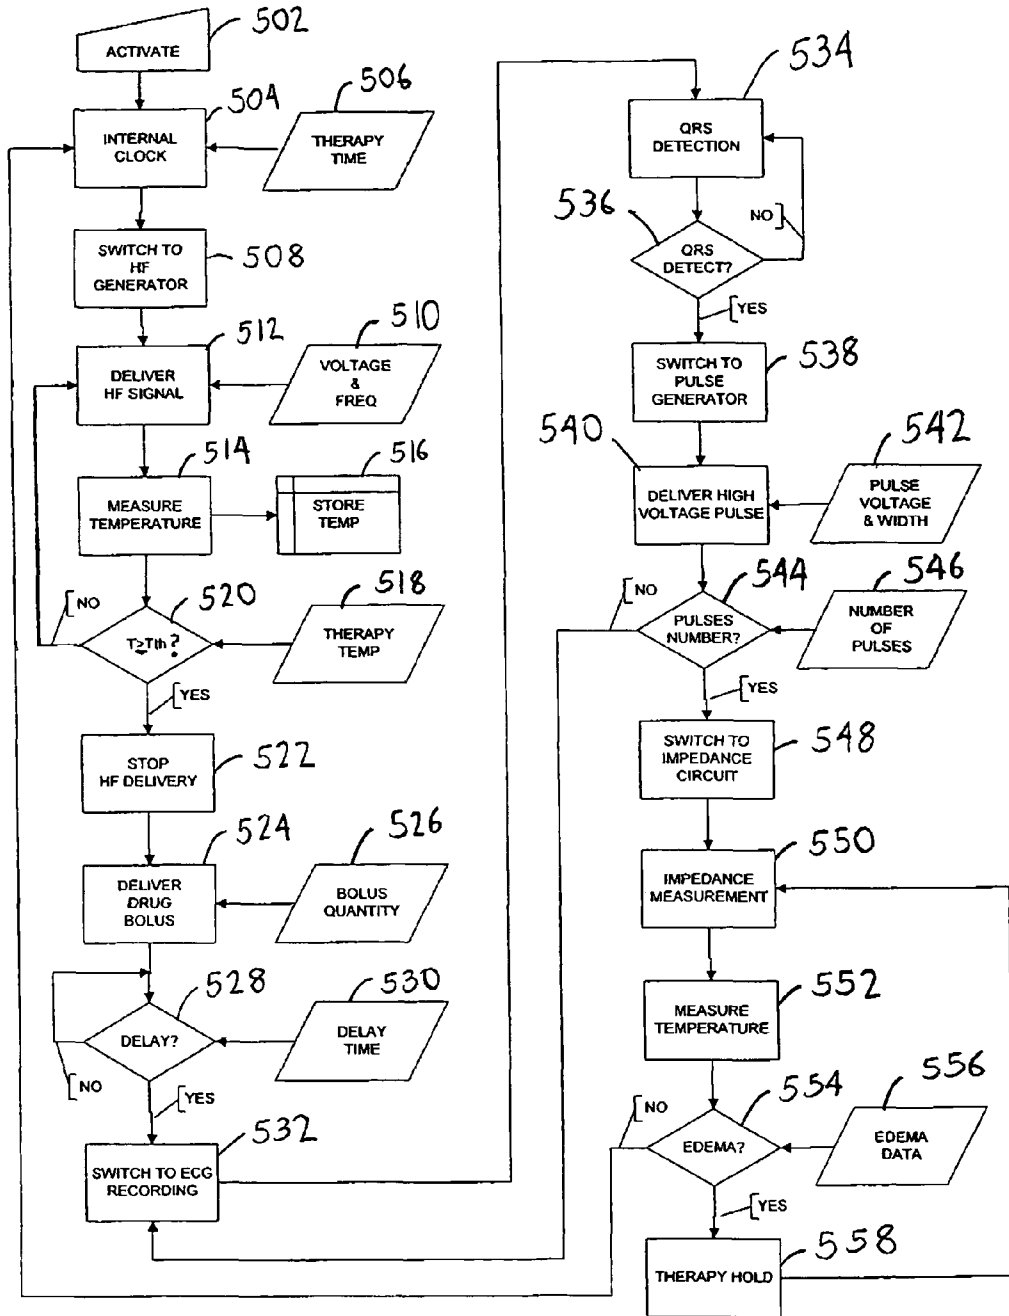 502
ACTIVATE
504
INTERNAL
CLOCK
506
THERAPY
TIME
SWITCH TO
HF
GENERATOR
508
512
DELIVER
HF SIGNAL
510
VOLTAGE
&
FREQ
514
MEASURE
TEMPERATURE
516
STORE
TEMP
NO
520
T≥Tth?
518
THERAPY
TEMP
YES
STOP
HF DELIVERY
522
524
DELIVER
DRUG
BOLUS
526
BOLUS
QUANTITY
528
DELAY?
530
DELAY
TIME
NO
YES
532
SWITCH TO ECG
RECORDING
534
QRS
DETECTION
536
NO
QRS
DETECT?
YES
SWITCH TO
PULSE
GENERATOR
538
540
DELIVER HIGH
VOLTAGE PULSE
542
PULSE
VOLTAGE
& WIDTH
544
NO
PULSES
NUMBER?
546
NUMBER
OF
PULSES
YES
SWITCH TO
IMPEDANCE
CIRCUIT
548
550
IMPEDANCE
MEASUREMENT
MEASURE
TEMPERATURE
552
554
NO
EDEMA?
556
EDEMA
DATA
YES
THERAPY HOLD
558